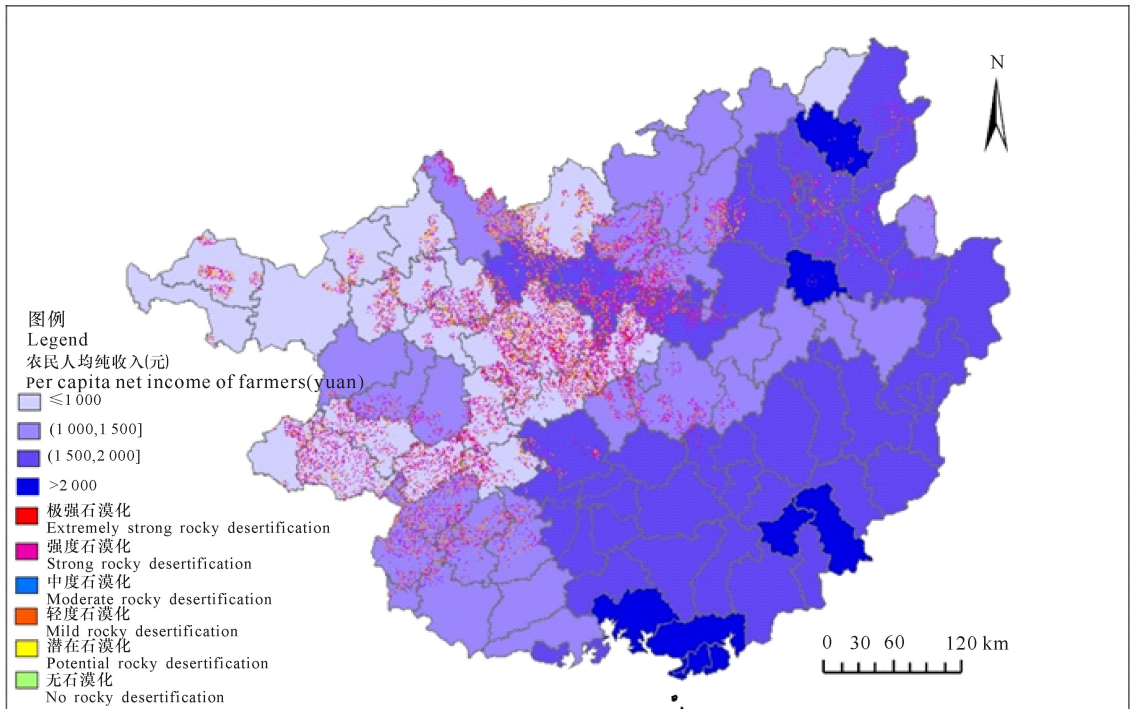 N
图例
Legend
农民人均纯收入(元)
Per capita net income of farmers(yuan)
≤1 000
(1 000,1 500]
(1 500,2 000]
>2 000
极强石漠化
Extremely strong rocky desertification
强度石漠化
Strong rocky desertification
中度石漠化
Moderate rocky desertification
轻度石漠化
Mild rocky desertification
潜在石漠化
Potential rocky desertification
无石漠化
No rocky desertification
0 30 60 120 km